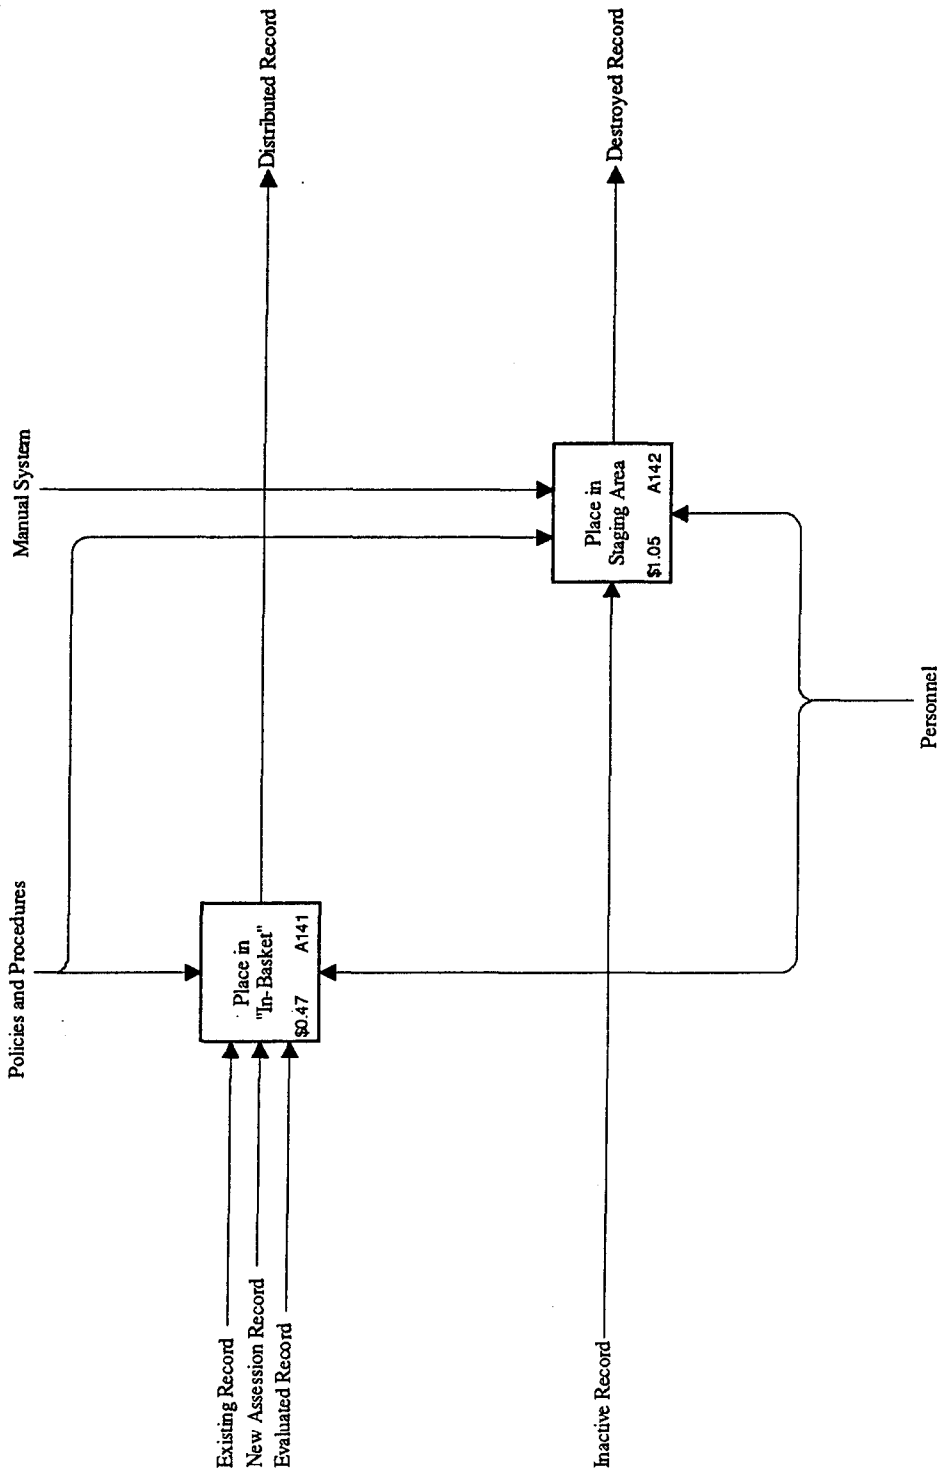 Policies and Procedures
Manual System
Existing Record
New Assession Record
Evaluated Record
Place in
"In-Basket"
$0.47 A141
Distributed Record
Inactive Record
Place in
Staging Area
$1.05 A142
Destroyed Record
Personnel